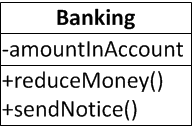 Banking
-amountInAccount
+reduceMoney()
+sendNotice()